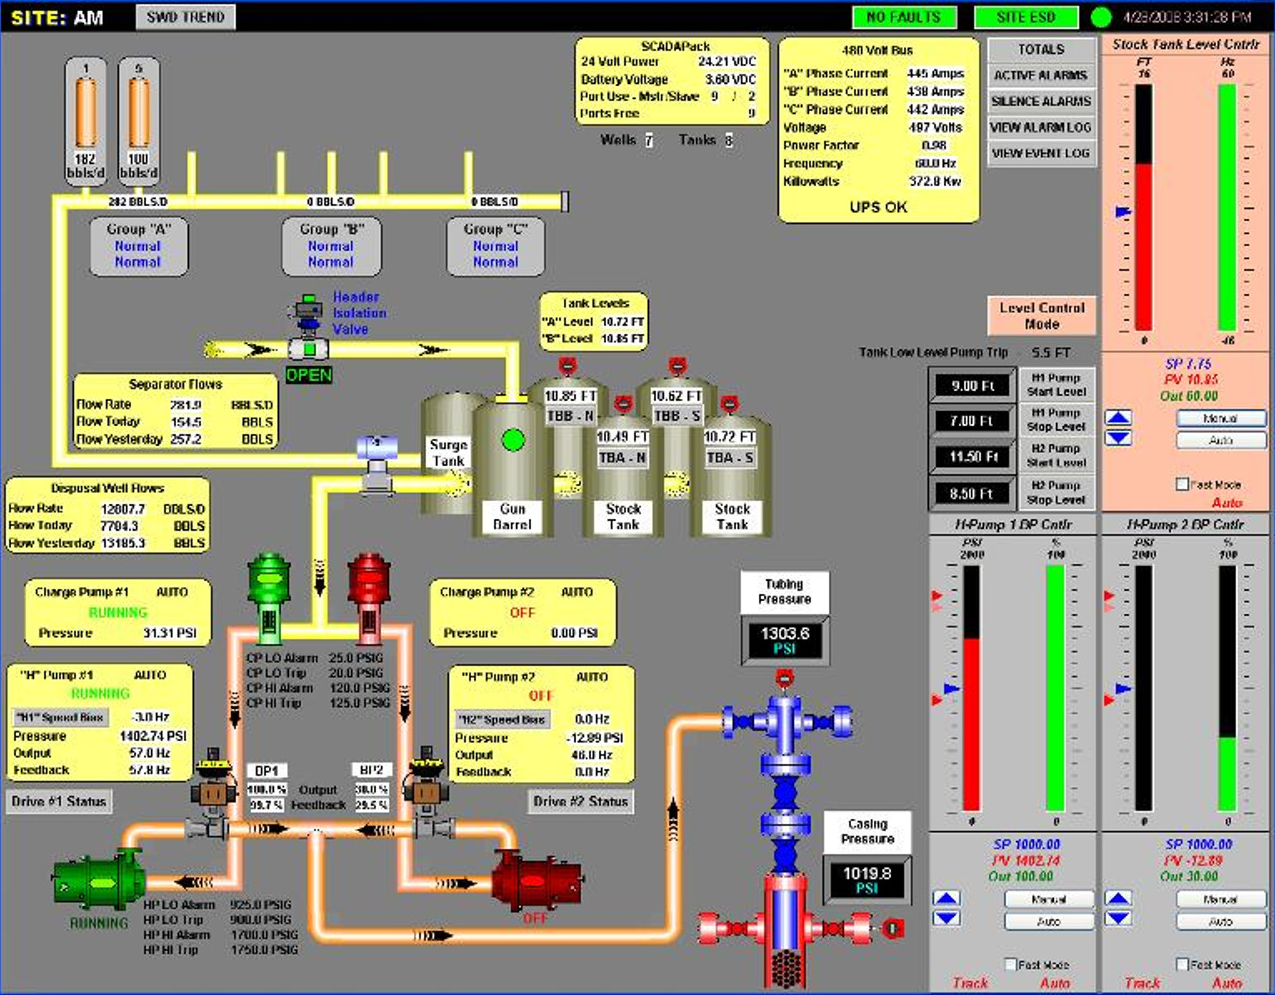 SITE: AM
SWD TREND
NO FAULTS
SITE ESD
4/28/2008 3:31:28 PM
SCADAPack
24 Volt Power 24.21 VDC
Battery Voltage 3.60 VDC
Port Use - Mstr/Slave 9 / 2
Ports Free 9
Wells 7 Tanks 8
480 Volt Bus
"A" Phase Current 445 Amps
"B" Phase Current 438 Amps
"C" Phase Current 442 Amps
Voltage 497 Volts
Power Factor 0.98
Frequency 60.0 Hz
Kilowatts 372.8 Kw
UPS OK
TOTALS
ACTIVE ALARMS
SILENCE ALARMS
VIEW ALARM LOG
VIEW EVENT LOG
Stock Tank Level Cntrlr
FT Hz
16 60
0 -46
SP 7.75
PV 10.85
Out 60.00
Manual
Auto
Fast Mode
Auto
1
182
bbls/d
5
100
bbls/d
282 BBLS/D
0 BBLS/D
0 BBLS/D
Group "A"
Normal
Normal
Group "B"
Normal
Normal
Group "C"
Normal
Normal
Header
Isolation
Valve
OPEN
Tank Levels
"A" Level 10.72 FT
"B" Level 10.85 FT
Level Control
Mode
Tank Low Level Pump Trip - 5.5 FT
9.00 Ft H1 Pump
Start Level
7.00 Ft H1 Pump
Stop Level
11.50 Ft H2 Pump
Start Level
8.50 Ft H2 Pump
Stop Level
Separator Flows
Flow Rate 281.9 BBLS/D
Flow Today 154.5 BBLS
Flow Yesterday 257.2 BBLS
Surge
Tank
Gun
Barrel
10.85 FT
TBB - N
10.62 FT
TBB - S
10.49 FT
TBA - N
10.72 FT
TBA - S
Stock
Tank
Stock
Tank
Disposal Well Flows
Flow Rate 12807.7 BBLS/D
Flow Today 7784.3 BBLS
Flow Yesterday 13185.3 BBLS
Charge Pump #1 AUTO
RUNNING
Pressure 31.31 PSI
Charge Pump #2 AUTO
OFF
Pressure 0.00 PSI
CP LO Alarm 25.0 PSIG
CP LO Trip 20.0 PSIG
CP HI Alarm 120.0 PSIG
CP HI Trip 125.0 PSIG
"H" Pump #1 AUTO
RUNNING
"H1" Speed Bias -3.0 Hz
Pressure 1402.74 PSI
Output 57.0 Hz
Feedback 57.8 Hz
Drive #1 Status
"H" Pump #2 AUTO
OFF
"H2" Speed Bias 0.0 Hz
Pressure -12.89 PSI
Output 46.0 Hz
Feedback 0.0 Hz
Drive #2 Status
BP1 BP2
100.0 % Output 30.0 %
99.7 % Feedback 29.5 %
RUNNING
OFF
HP LO Alarm 925.0 PSIG
HP LO Trip 900.0 PSIG
HP HI Alarm 1700.0 PSIG
HP HI Trip 1750.0 PSIG
Tubing
Pressure
1303.6
PSI
Casing
Pressure
1019.8
PSI
H-Pump 1 BP Cntlr
PSI %
2000 100
0 0
SP 1000.00
PV 1402.74
Out 100.00
Manual
Auto
Fast Mode
Track Auto
H-Pump 2 BP Cntlr
PSI %
2000 100
0 0
SP 1000.00
PV -12.89
Out 30.00
Manual
Auto
Fast Mode
Track Auto